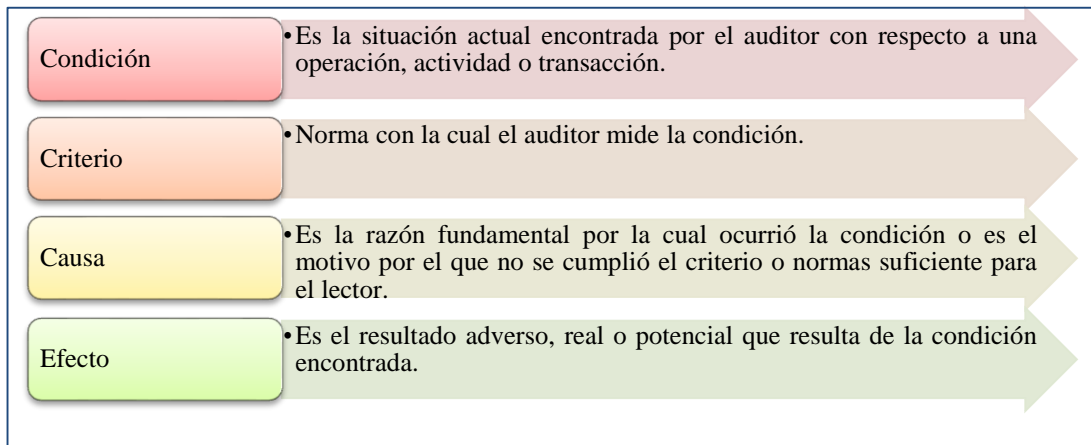 Condición
•Es la situación actual encontrada por el auditor con respecto a una
operación, actividad o transacción.
Criterio
•Norma con la cual el auditor mide la condición.
Causa
•Es la razón fundamental por la cual ocurrió la condición o es el
motivo por el que no se cumplió el criterio o normas suficiente para
el lector.
Efecto
•Es el resultado adverso, real o potencial que resulta de la condición
encontrada.